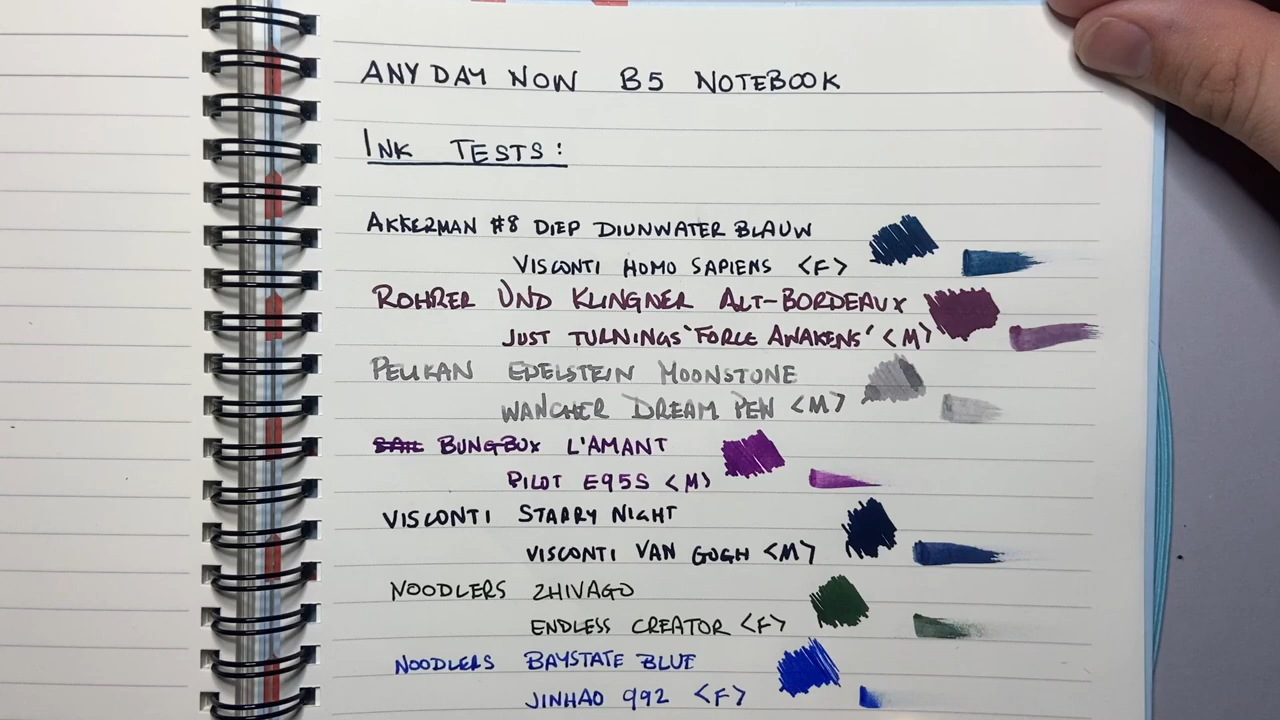 ANY DAY NOW B5 NOTEBOOK
INK TESTS:
AKKERMAN #8 DIEP DIUNWATER BLAUW
VISCONTI HOMO SAPIENS <F>
ROHRER UND KLINGNER ALT-BORDEAUX
JUST TURNINGS 'FORCE AWAKENS' <M>
PELIKAN EDELSTEIN MOONSTONE
WANCHER DREAM PEN <M>
BUNGBOX L'AMANT
PILOT E95S <M>
VISCONTI STARRY NIGHT
VISCONTI VAN GOGH <M>
NOODLERS ZHIVAGO
ENDLESS CREATOR <F>
NOODLERS BAYSTATE BLUE
JINHAO 992 <F>